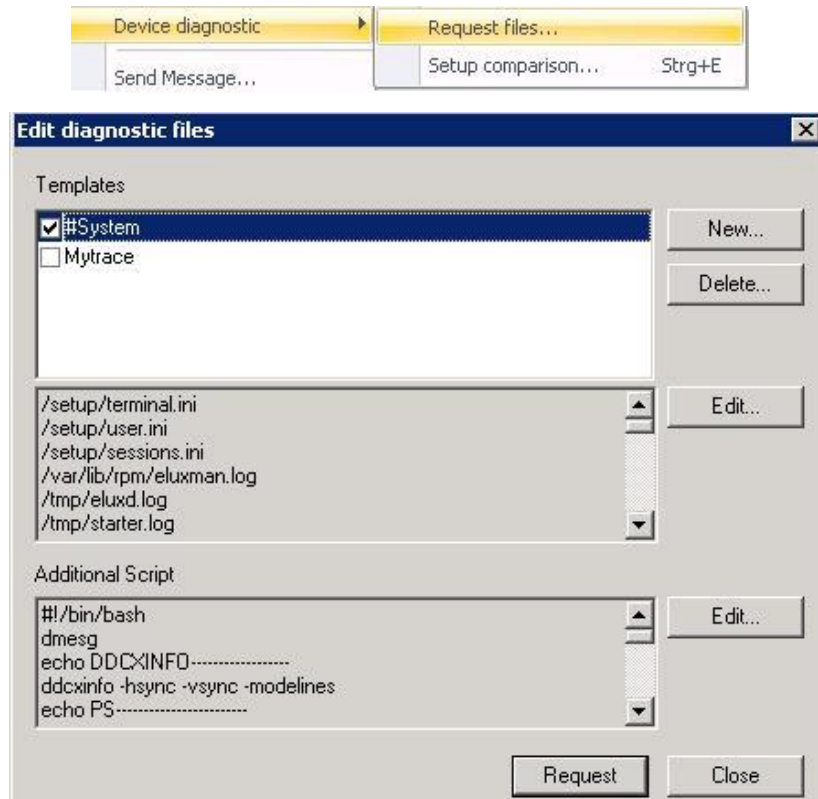 Device diagnostic
Request files...
Send Message...
Setup comparison... Strg+E
Edit diagnostic files
Templates
#System
Mytrace
New...
Delete...
/setup/terminal.ini
/setup/user.ini
/setup/sessions.ini
/var/lib/rpm/eluxman.log
/tmp/eluxd.log
/tmp/starter.log
Edit...
Additional Script
#!/bin/bash
dmesg
echo DDCXINFO------------------
ddcxinfo -hsync -vsync -modelines
echo PS-----------------------
Edit...
Request
Close